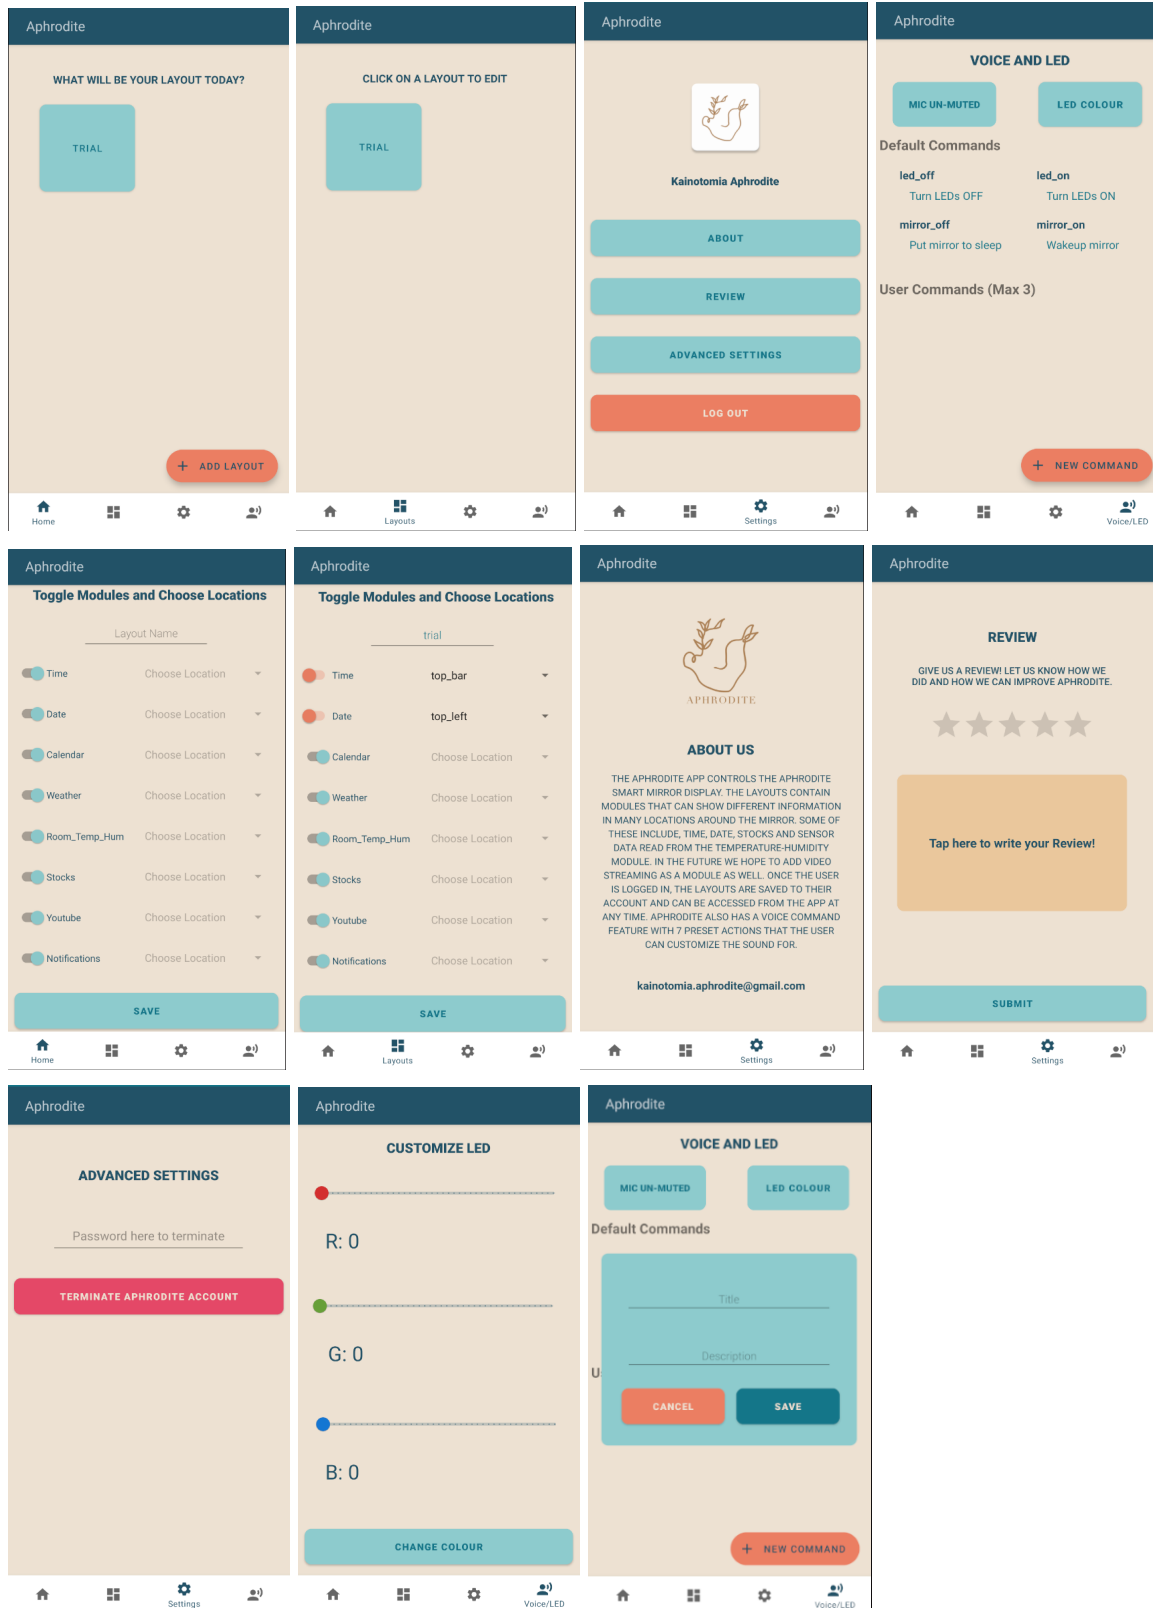 Aphrodite
WHAT WILL BE YOUR LAYOUT TODAY?
TRIAL
+ ADD LAYOUT
Home
Aphrodite
CLICK ON A LAYOUT TO EDIT
TRIAL
Layouts
Aphrodite
Kainotomia Aphrodite
ABOUT
REVIEW
ADVANCED SETTINGS
LOG OUT
Settings
Aphrodite
VOICE AND LED
MIC UN-MUTED
LED COLOUR
Default Commands
led_off
led_on
Turn LEDs OFF
Turn LEDs ON
mirror_off
mirror_on
Put mirror to sleep
Wakeup mirror
User Commands (Max 3)
+ NEW COMMAND
Voice/LED
Aphrodite
Toggle Modules and Choose Locations
Layout Name
Time Choose Location
Date Choose Location
Calendar Choose Location
Weather Choose Location
Room_Temp_Hum Choose Location
Stocks Choose Location
Youtube Choose Location
Notifications Choose Location
SAVE
Home
Aphrodite
Toggle Modules and Choose Locations
trial
Time top_bar
Date top_left
Calendar Choose Location
Weather Choose Location
Room_Temp_Hum Choose Location
Stocks Choose Location
Youtube Choose Location
Notifications Choose Location
SAVE
Layouts
Aphrodite
APHRODITE
ABOUT US
THE APHRODITE APP CONTROLS THE APHRODITE
SMART MIRROR DISPLAY. THE LAYOUTS CONTAIN
MODULES THAT CAN SHOW DIFFERENT INFORMATION
IN MANY LOCATIONS AROUND THE MIRROR. SOME OF
THESE INCLUDE, TIME, DATE, STOCKS AND SENSOR
DATA READ FROM THE TEMPERATURE-HUMIDITY
MODULE. IN THE FUTURE WE HOPE TO ADD VIDEO
STREAMING AS A MODULE AS WELL. ONCE THE USER
IS LOGGED IN, THE LAYOUTS ARE SAVED TO THEIR
ACCOUNT AND CAN BE ACCESSED FROM THE APP AT
ANY TIME. APHRODITE ALSO HAS A VOICE COMMAND
FEATURE WITH 7 PRESET ACTIONS THAT THE USER
CAN CUSTOMIZE THE SOUND FOR.
kainotomia.aphrodite@gmail.com
Settings
Aphrodite
REVIEW
GIVE US A REVIEW! LET US KNOW HOW WE
DID AND HOW WE CAN IMPROVE APHRODITE.
Tap here to write your Review!
SUBMIT
Settings
Aphrodite
ADVANCED SETTINGS
Password here to terminate
TERMINATE APHRODITE ACCOUNT
Settings
Aphrodite
CUSTOMIZE LED
R: 0
G: 0
B: 0
CHANGE COLOUR
Voice/LED
Aphrodite
VOICE AND LED
MIC UN-MUTED
LED COLOUR
Default Commands
Title
Description
U
CANCEL
SAVE
+ NEW COMMAND
Voice/LED